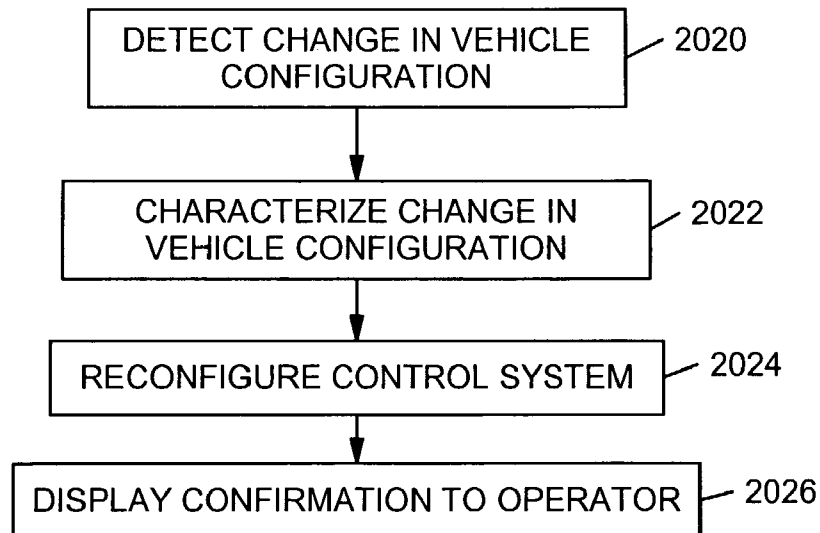 DETECT CHANGE IN VEHICLE
CONFIGURATION
2020
CHARACTERIZE CHANGE IN
VEHICLE CONFIGURATION
2022
RECONFIGURE CONTROL SYSTEM
2024
DISPLAY CONFIRMATION TO OPERATOR
2026